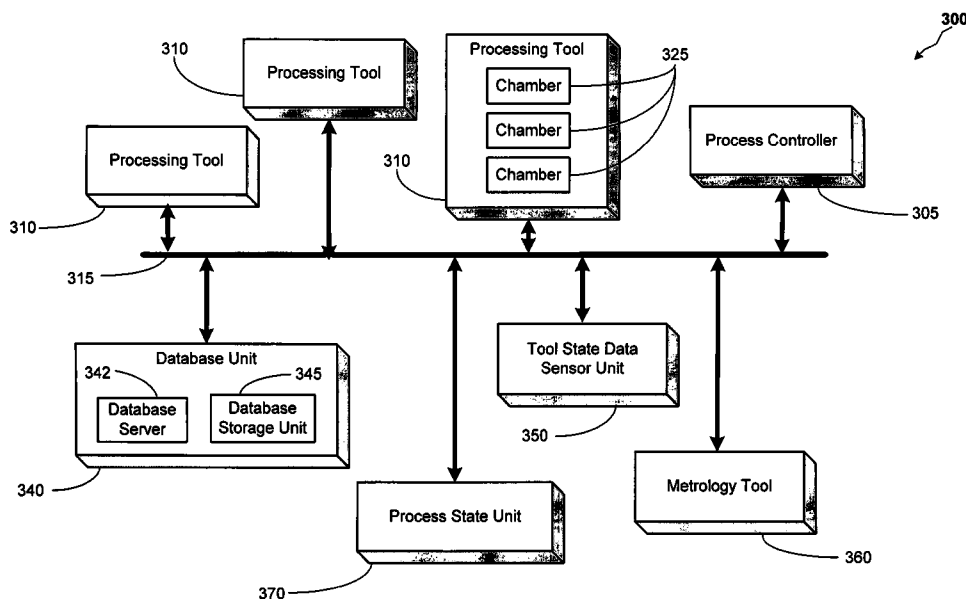 300
310
Processing Tool
Processing Tool
Chamber
Chamber
Chamber
325
310
Process Controller
305
Processing Tool
310
315
Database Unit
342
345
Database
Server
Database
Storage Unit
340
Tool State Data
Sensor Unit
350
Process State Unit
370
Metrology Tool
360